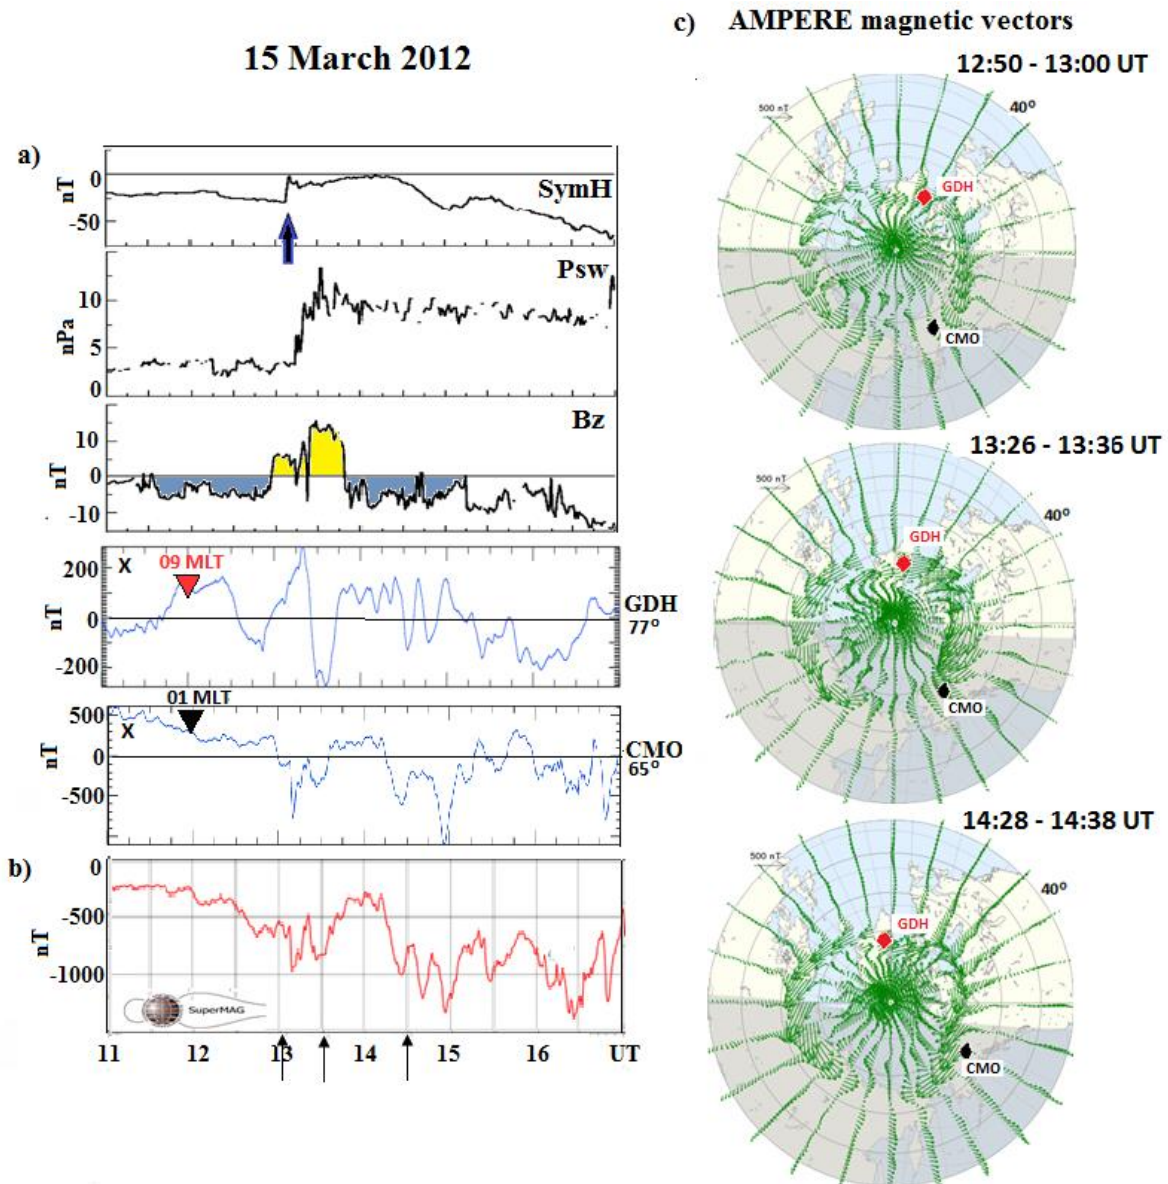 15 March 2012
a)
nT
0
-50
SymH
nPa
10
5
0
Psw
nT
10
0
-10
Bz
nT
200
0
-200
X
09 MLT
GDH
77°
nT
500
0
-500
X
01 MLT
CMO
65°
b)
nT
0
-500
-1000
SuperMAG
11 12 13 14 15 16 UT
c) AMPERE magnetic vectors
12:50 - 13:00 UT
40°
500 nT
GDH
CMO
13:26 - 13:36 UT
40°
500 nT
GDH
CMO
14:28 - 14:38 UT
40°
500 nT
GDH
CMO